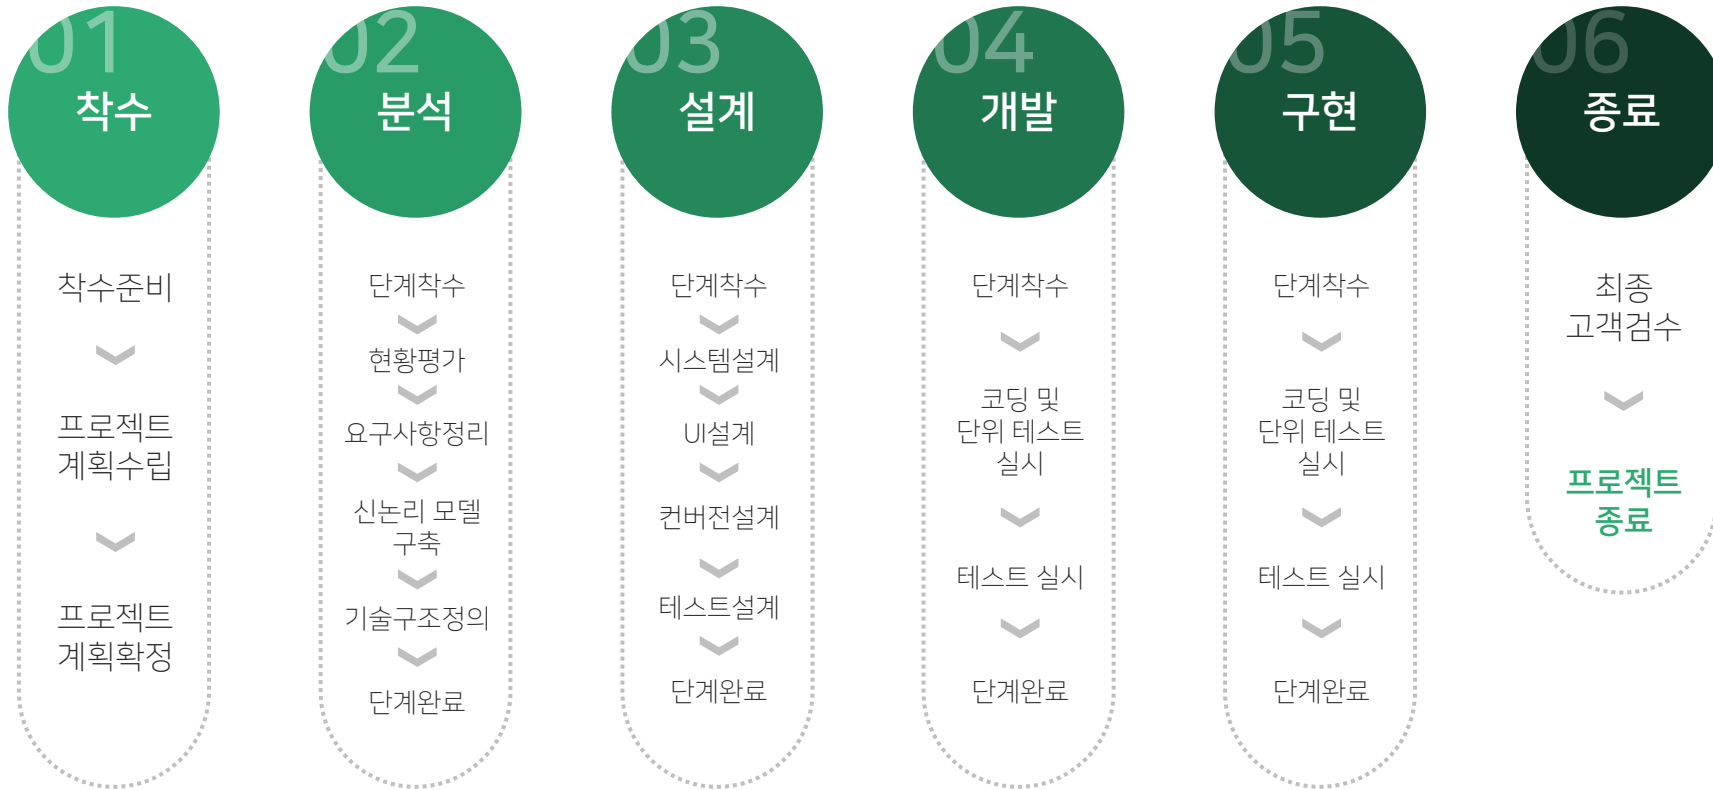 01
착수
착수준비
프로젝트
계획수립
프로젝트
계획확정
02
분석
단계착수
현황평가
요구사항정리
신논리 모델
구축
기술구조정의
단계완료
03
설계
단계착수
시스템설계
UI설계
컨버전설계
테스트설계
단계완료
04
개발
단계착수
코딩 및
단위 테스트
실시
테스트 실시
단계완료
05
구현
단계착수
코딩 및
단위 테스트
실시
테스트 실시
단계완료
06
종료
최종
고객검수
프로젝트
종료